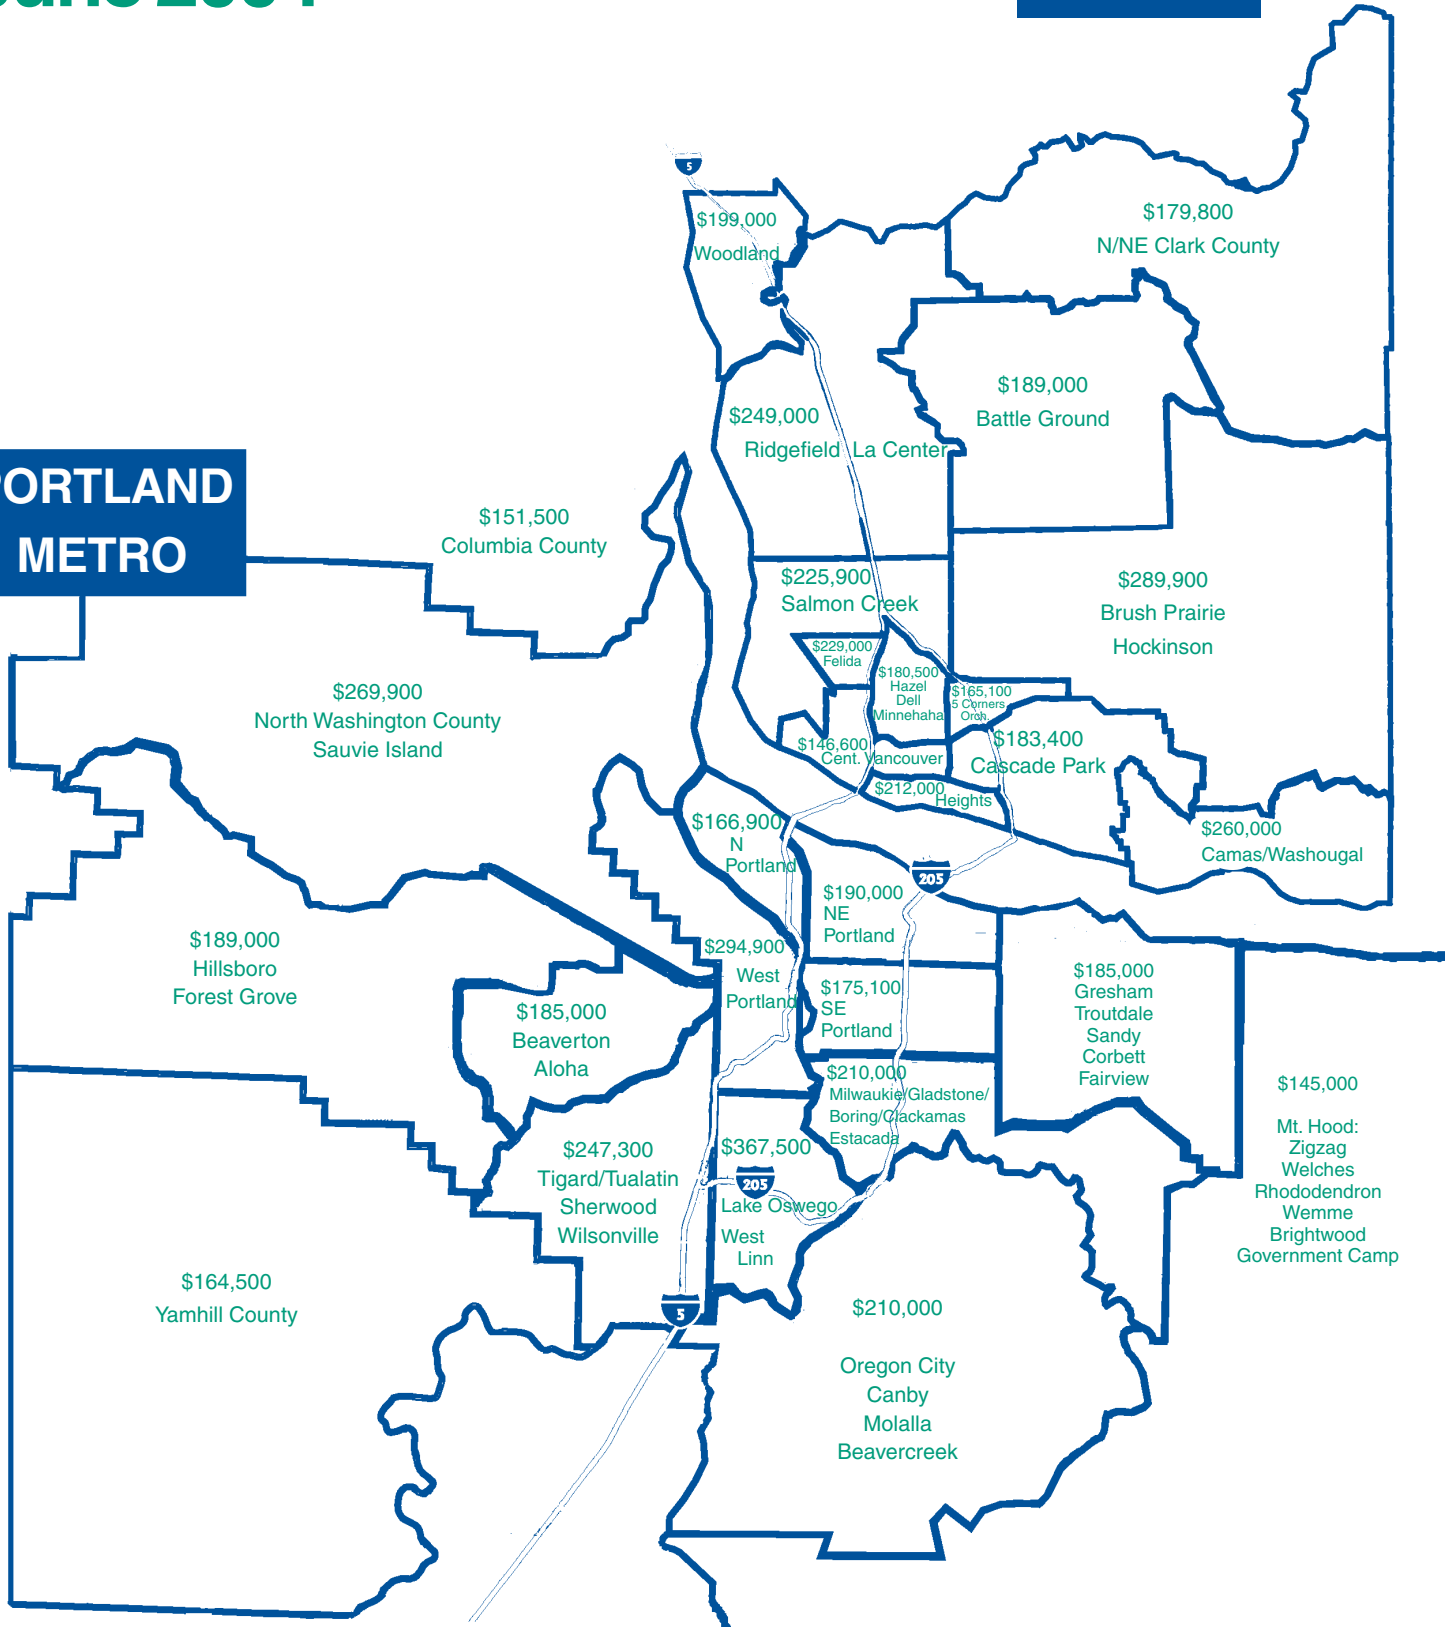 5
$199,000
Woodland
$179,800
N/NE Clark County
$189,000
Battle Ground
$249,000
Ridgefield La Center
PORTLAND
METRO
$151,500
Columbia County
$225,900
Salmon Creek
$289,900
Brush Prairie
Hockinson
$229,000
Felida
$180,500
Hazel
Dell
Minnehaha
$165,100
5 Corners
Orch.
$269,900
North Washington County
Sauvie Island
$146,600
Cent. Vancouver
$183,400
Cascade Park
$212,000
Heights
$260,000
Camas/Washougal
$166,900
N
Portland
205
$190,000
NE
Portland
$189,000
Hillsboro
Forest Grove
$294,900
West
Portland
$185,000
Beaverton
Aloha
$175,100
SE
Portland
$185,000
Gresham
Troutdale
Sandy
Corbett
Fairview
$210,000
Milwaukie/Gladstone/
Boring/Clackamas
Estacada
$145,000
Mt. Hood:
Zigzag
Welches
Rhododendron
Wemme
Brightwood
Government Camp
$247,300
Tigard/Tualatin
Sherwood
Wilsonville
$367,500
205
Lake Oswego
West
Linn
$164,500
Yamhill County
5
$210,000
Oregon City
Canby
Molalla
Beavercreek